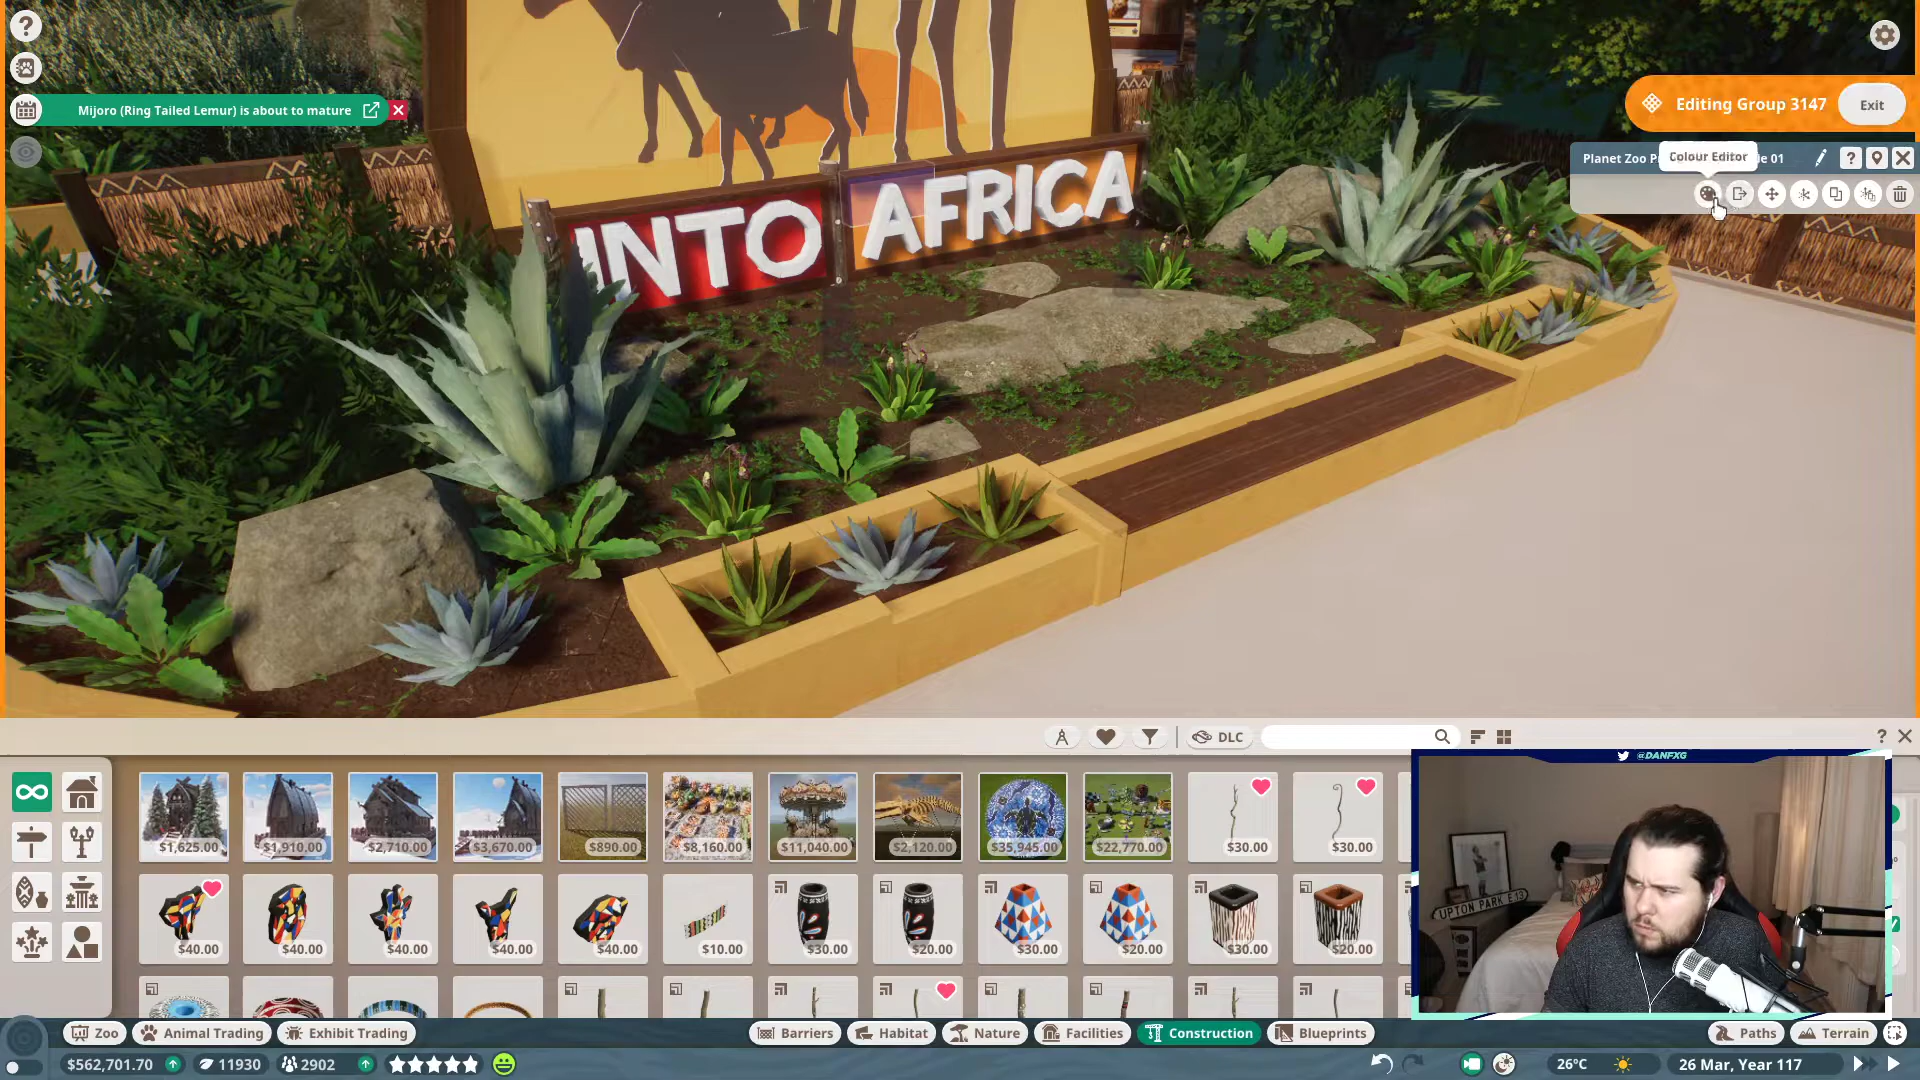 Mijoro (Ring Tailed Lemur) is about to mature
Editing Group 3147
Exit
Planet Zoo
Colour Editor
01
INTO AFRICA
DLC
@DANFXG
$1,625.00
$1,910.00
$2,710.00
$3,670.00
$890.00
$8,160.00
$11,040.00
$2,120.00
$35,945.00
$22,770.00
$30.00
$30.00
$40.00
$40.00
$40.00
$40.00
$40.00
$10.00
$30.00
$20.00
$30.00
$20.00
$30.00
$20.00
UPTON PARK E.13
Zoo
Animal Trading
Exhibit Trading
Barriers
Habitat
Nature
Facilities
Construction
Blueprints
Paths
Terrain
$562,701.70
11930
2902
26°C
26 Mar, Year 117